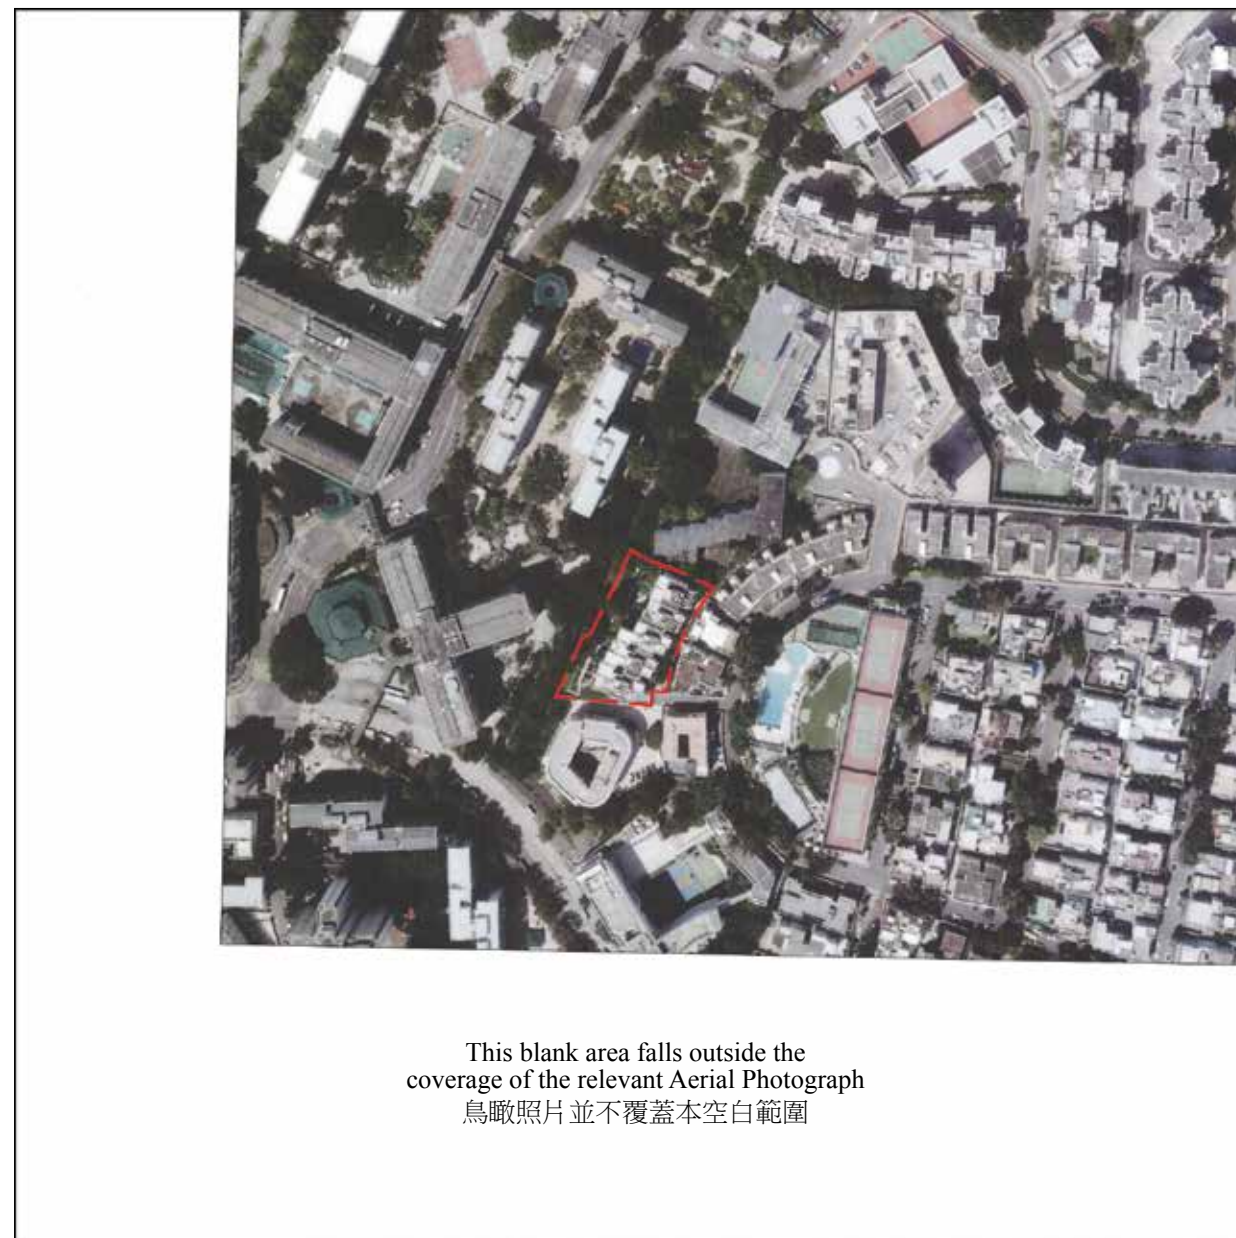 This blank area falls outside the
coverage of the relevant Aerial Photograph
鳥瞰照片並不覆蓋本空白範圍